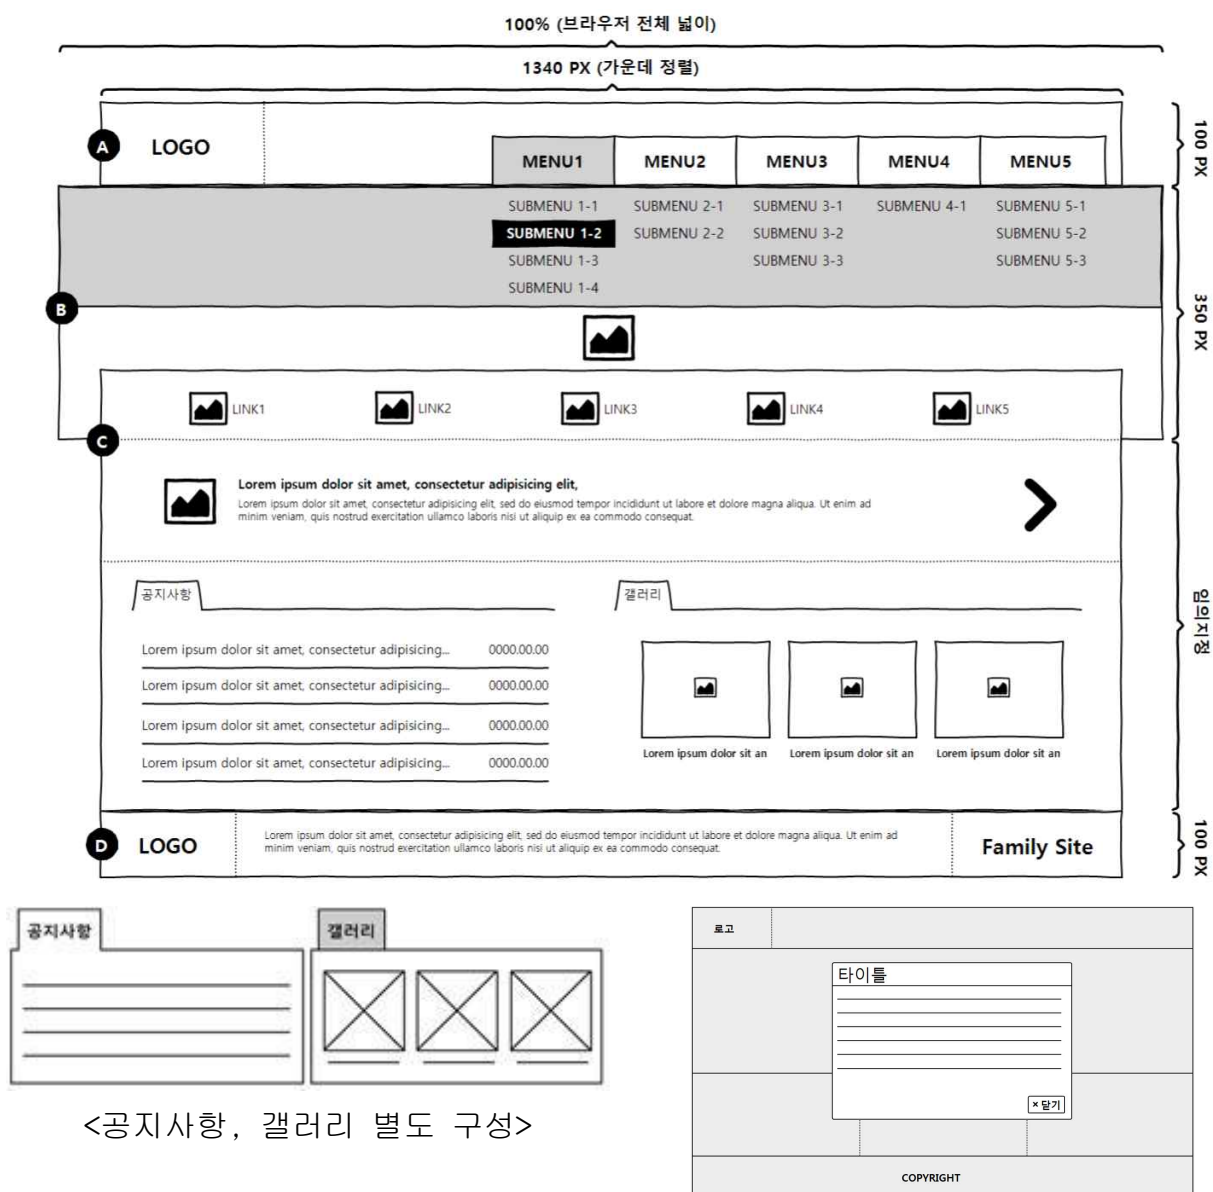 100% (브라우저 전체 넓이)
1340 PX (가운데 정렬)
A
LOGO
MENU1 MENU2 MENU3 MENU4 MENU5
100 PX
SUBMENU 1-1 SUBMENU 2-1 SUBMENU 3-1 SUBMENU 4-1 SUBMENU 5-1
SUBMENU 1-2 SUBMENU 2-2 SUBMENU 3-2 SUBMENU 5-2
SUBMENU 1-3 SUBMENU 3-3 SUBMENU 5-3
SUBMENU 1-4
B
350 PX
LINK1 LINK2 LINK3 LINK4 LINK5
C
Lorem ipsum dolor sit amet, consectetur adipisicing elit,
Lorem ipsum dolor sit amet, consectetur adipisicing elit, sed do eiusmod tempor incididunt ut labore et dolore magna aliqua. Ut enim ad
minim veniam, quis nostrud exercitation ullamco laboris nisi ut aliquip ex ea commodo consequat.
임의지정
공지사항
Lorem ipsum dolor sit amet, consectetur adipisicing... 0000.00.00
Lorem ipsum dolor sit amet, consectetur adipisicing... 0000.00.00
Lorem ipsum dolor sit amet, consectetur adipisicing... 0000.00.00
Lorem ipsum dolor sit amet, consectetur adipisicing... 0000.00.00
갤러리
Lorem ipsum dolor sit an Lorem ipsum dolor sit an Lorem ipsum dolor sit an
D
LOGO
Lorem ipsum dolor sit amet, consectetur adipisicing elit, sed do eiusmod tempor incididunt ut labore et dolore magna aliqua. Ut enim ad
minim veniam, quis nostrud exercitation ullamco laboris nisi ut aliquip ex ea commodo consequat.
Family Site
100 PX
공지사항 갤러리
<공지사항, 갤러리 별도 구성>
로고
타이틀
× 닫기
COPYRIGHT